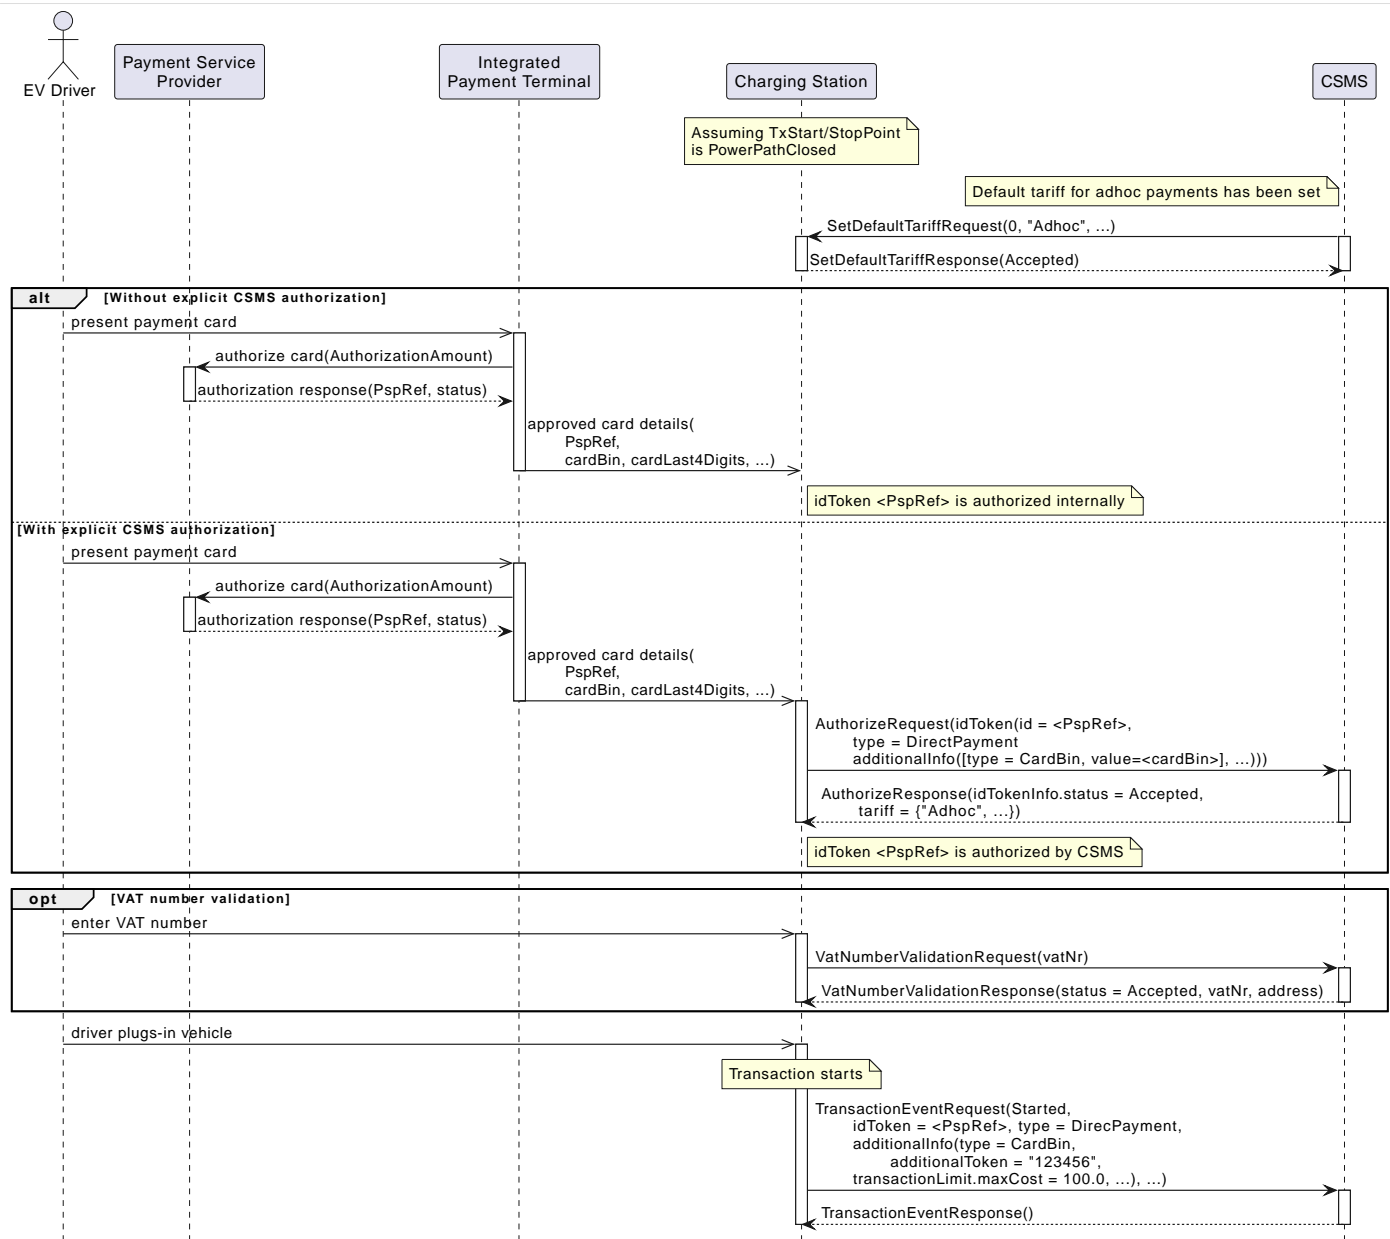 EV Driver
Payment Service
Provider
Integrated
Payment Terminal
Charging Station
CSMS
Assuming TxStart/StopPoint
is PowerPathClosed
Default tariff for adhoc payments has been set
SetDefaultTariffRequest(0, "Adhoc", ...)
SetDefaultTariffResponse(Accepted)
alt [Without explicit CSMS authorization]
present payment card
authorize card(AuthorizationAmount)
authorization response(PspRef, status)
approved card details(
PspRef,
cardBin, cardLast4Digits, ...)
idToken <PspRef> is authorized internally
[With explicit CSMS authorization]
present payment card
authorize card(AuthorizationAmount)
authorization response(PspRef, status)
approved card details(
PspRef,
cardBin, cardLast4Digits, ...)
AuthorizeRequest(idToken(id = <PspRef>,
type = DirectPayment
additionalInfo([type = CardBin, value=<cardBin>], ...)))
AuthorizeResponse(idTokenInfo.status = Accepted,
tariff = {"Adhoc", ...})
idToken <PspRef> is authorized by CSMS
opt [VAT number validation]
enter VAT number
VatNumberValidationRequest(vatNr)
VatNumberValidationResponse(status = Accepted, vatNr, address)
driver plugs-in vehicle
Transaction starts
TransactionEventRequest(Started,
idToken = <PspRef>, type = DirecPayment,
additionalInfo(type = CardBin,
additionalToken = "123456",
transactionLimit.maxCost = 100.0, ...), ...)
TransactionEventResponse()